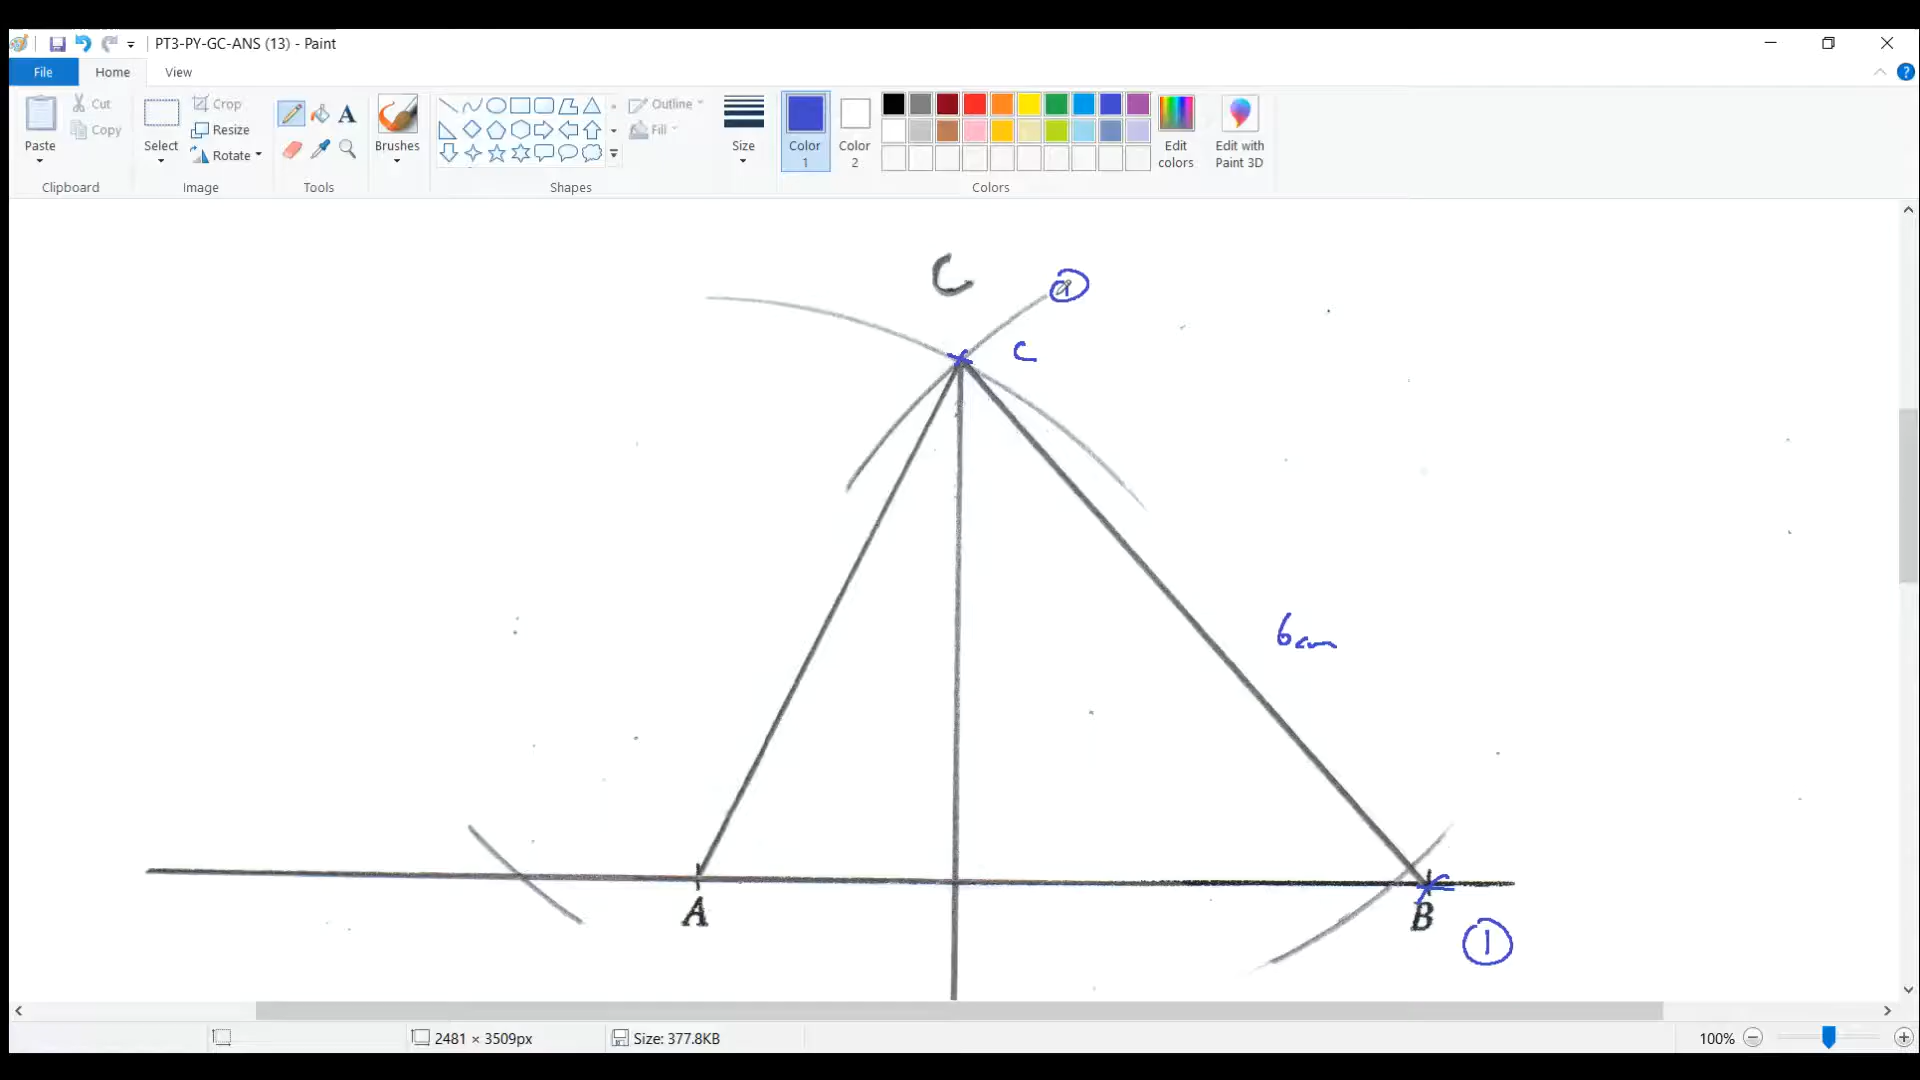 PT3-PY-GC-ANS (13) - Paint
File
Home
View
Paste
Cut
Copy
Clipboard
Select
Crop
Resize
Rotate
Image
A
Tools
Brushes
Outline
Fill
Shapes
Size
Color
1
Color
2
Edit
colors
Edit with
Paint 3D
Colors
?
C
C
6cm
A
B
1
2481 × 3509px
Size: 377.8KB
100%